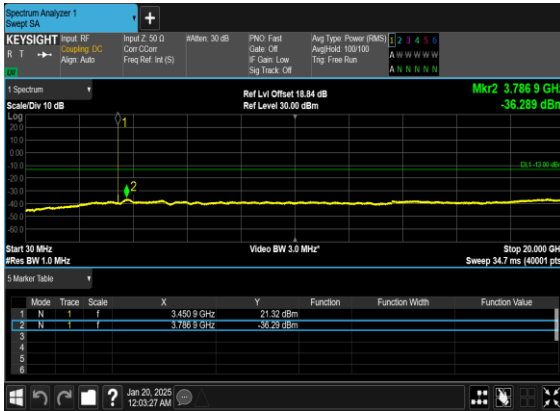 Spectrum Analyzer 1
Swept SA
+
KEYSIGHT
R T
LXI
Input: RF
Coupling: DC
Align: Auto
Input Z: 50 Ω
Corr CCorr
Freq Ref: Int (S)
#Atten: 30 dB
PNO: Fast
Gate: Off
IF Gain: Low
Sig Track: Off
Avg Type: Power (RMS)
Avg|Hold: 100/100
Trig: Free Run
1 2 3 4 5 6
A W W W W W
A N N N N N
1 Spectrum
Scale/Div 10 dB
Ref Lvl Offset 18.84 dB
Ref Level 30.00 dBm
Mkr2 3.786 9 GHz
-36.289 dBm
Log
20.0
10.0
0.00
-10.0
-20.0
-30.0
-40.0
-50.0
-60.0
1
2
DL1 -13.00 dBm
Start 30 MHz
#Res BW 1.0 MHz
Video BW 3.0 MHz*
Stop 20.000 GHz
Sweep 34.7 ms (40001 pts)
5 Marker Table
Mode Trace Scale X Y Function Function Width Function Value
1 N 1 f 3.450 9 GHz 21.32 dBm
2 N 1 f 3.786 9 GHz -36.29 dBm
3
4
5
6
?
Jan 20, 2025
12:03:27 AM